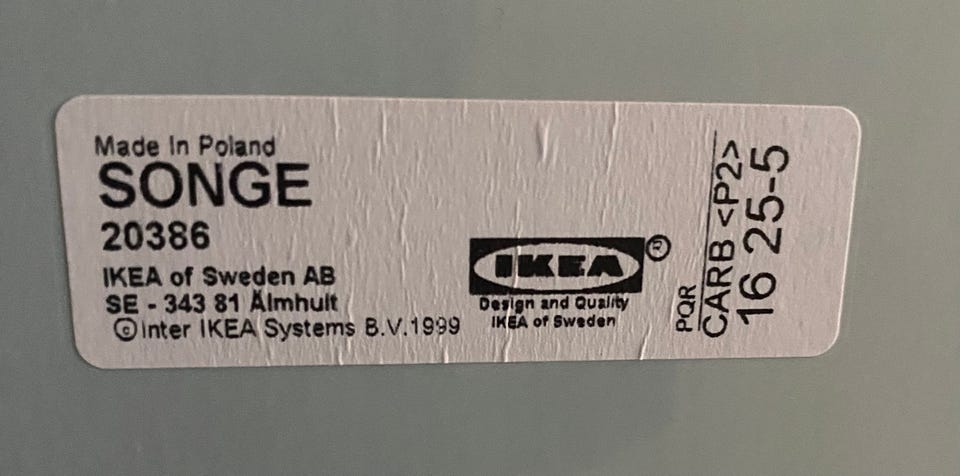 Made In Poland
SONGE
20386
IKEA of Sweden AB
SE - 343 81 Älmhult
©Inter IKEA Systems B.V.1999
IKEA®
Design and Quality
IKEA of Sweden
PQR
CARB <P2>
16 25-5